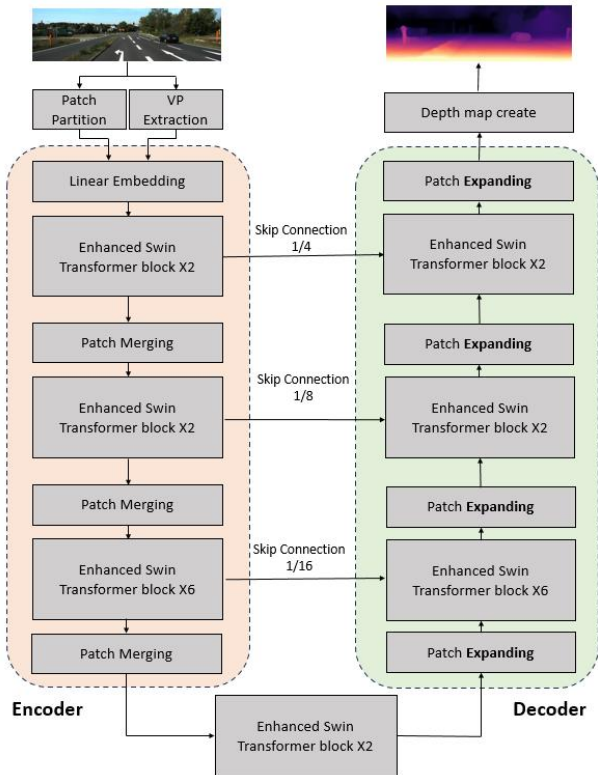 Patch
Partition
VP
Extraction
Linear Embedding
Enhanced Swin
Transformer block X2
Patch Merging
Enhanced Swin
Transformer block X2
Patch Merging
Enhanced Swin
Transformer block X6
Patch Merging
Encoder
Skip Connection
1/4
Skip Connection
1/8
Skip Connection
1/16
Enhanced Swin
Transformer block X2
Depth map create
Patch Expanding
Enhanced Swin
Transformer block X2
Patch Expanding
Enhanced Swin
Transformer block X2
Patch Expanding
Enhanced Swin
Transformer block X6
Patch Expanding
Decoder